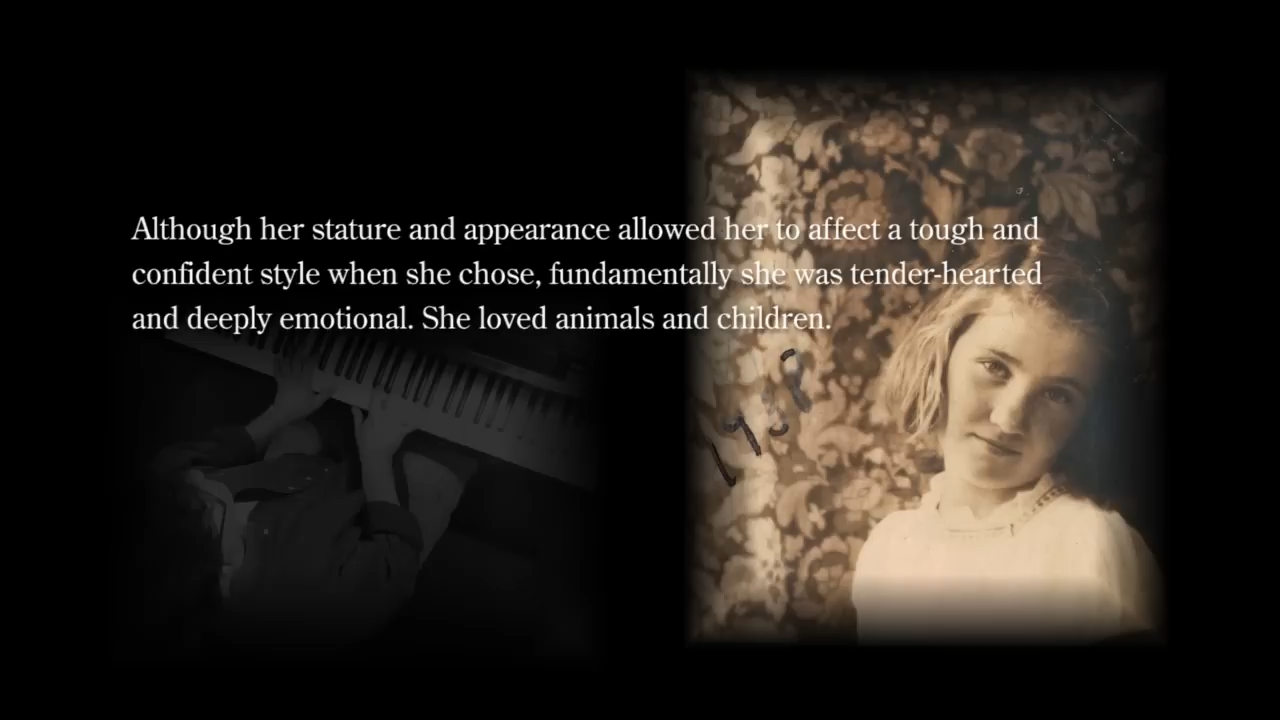 Although her stature and appearance allowed her to affect a tough and
confident style when she chose, fundamentally she was tender-hearted
and deeply emotional. She loved animals and children.
1938